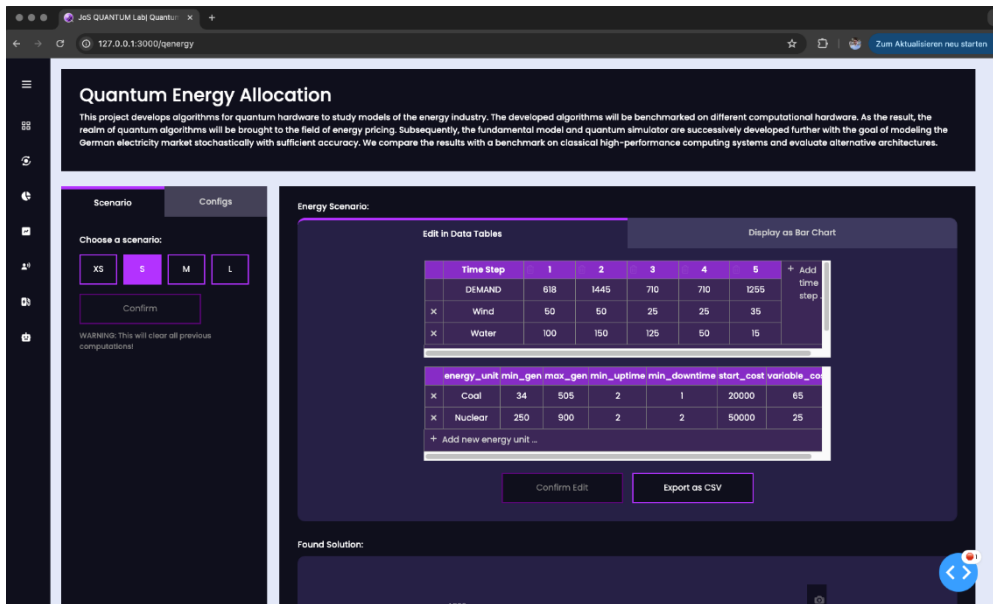 JoS QUANTUM Lab| Quantun
127.0.0.1:3000/qenergy
Zum Aktualisieren neu starten
Quantum Energy Allocation
This project develops algorithms for quantum hardware to study models of the energy industry. The developed algorithms will be benchmarked on different computational hardware. As the result, the
realm of quantum algorithms will be brought to the field of energy pricing. Subsequently, the fundamental model and quantum simulator are successively developed further with the goal of modeling the
German electricity market stochastically with sufficient accuracy. We compare the results with a benchmark on classical high-performance computing systems and evaluate alternative architectures.
Scenario Configs
Choose a scenario:
XS S M L
Confirm
WARNING: This will clear all previous
computations!
Energy Scenario:
Edit in Data Tables Display as Bar Chart
Time Step 1 2 3 4 5 + Add
time
step .
DEMAND 618 1445 710 710 1255
× Wind 50 50 25 25 35
× Water 100 150 125 50 15
energy_unit min_gen max_gen min_uptime min_downtime start_cost variable_co
× Coal 34 505 2 1 20000 65
× Nuclear 250 900 2 2 50000 25
+ Add new energy unit ...
Confirm Edit Export as CSV
Found Solution:
1